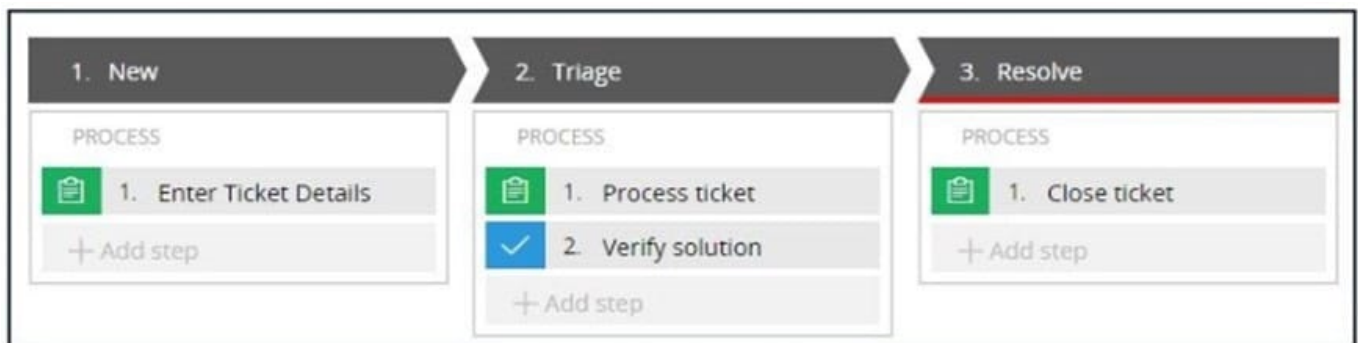 1. New
2. Triage
3. Resolve
PROCESS
1. Enter Ticket Details
+ Add step
PROCESS
1. Process ticket
2. Verify solution
+ Add step
PROCESS
1. Close ticket
+ Add step